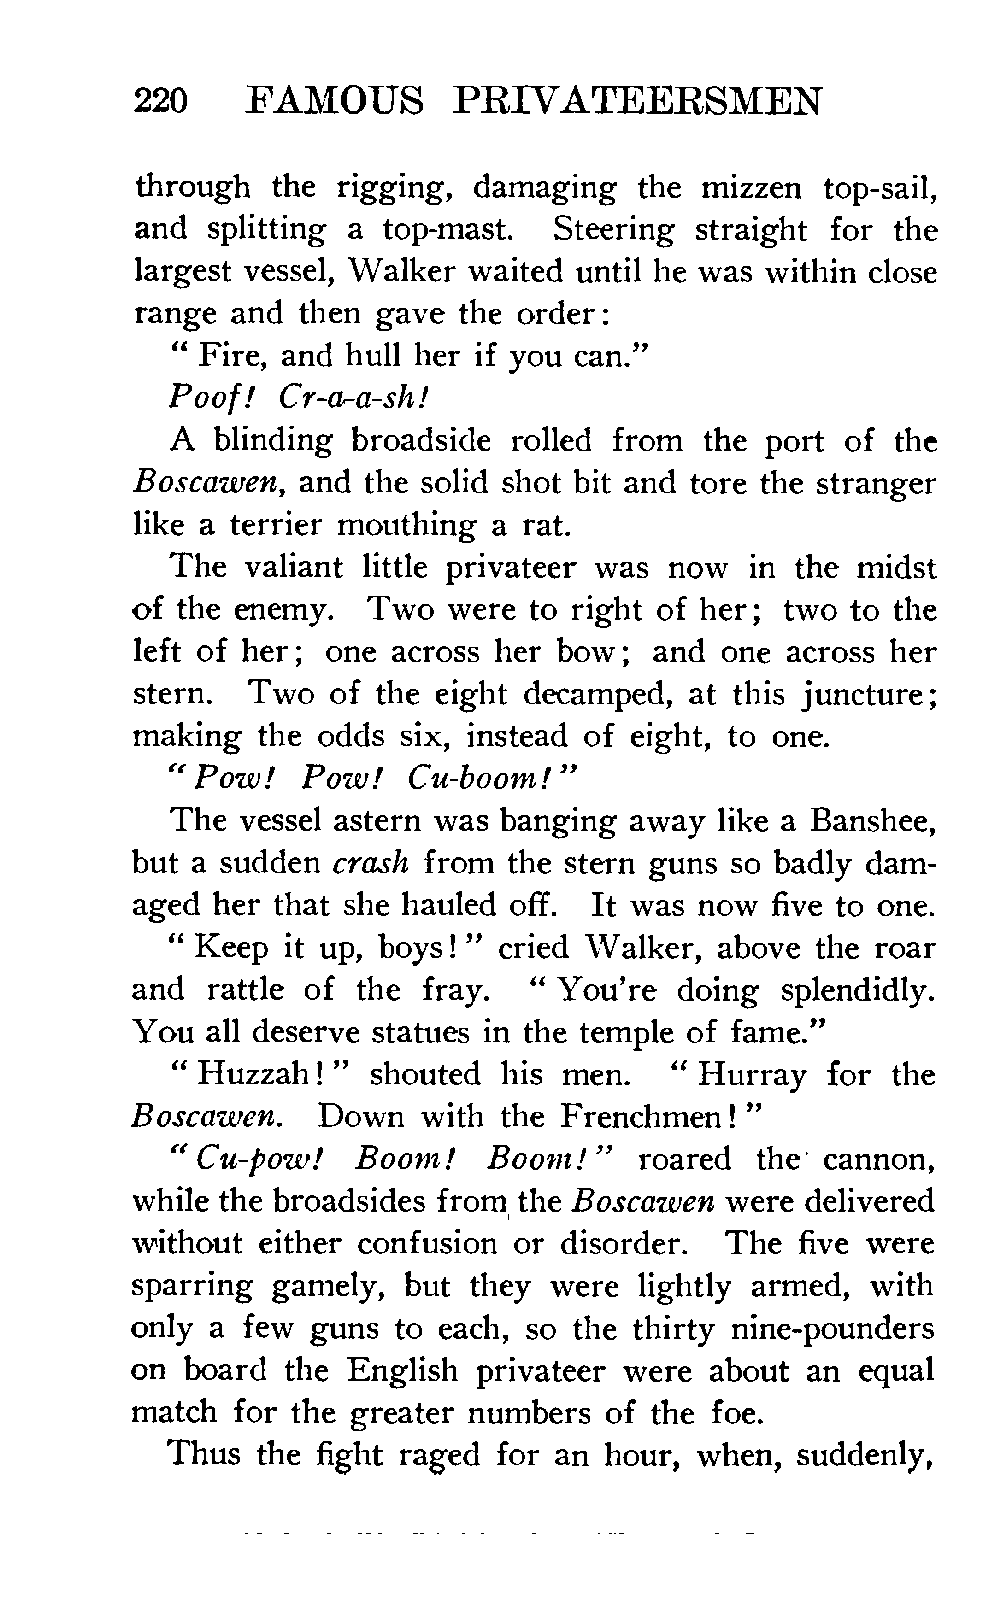 220 FAMOUS PRIVATEERSMEN
through the rigging, damaging the mizzen top-sail,
and splitting a top-mast. Steering straight for the
largest vessel, Walker waited until he was within close
range and then gave the order:
“ Fire, and hull her if you can.”
Poof! Cr-a-a-sh!
A blinding broadside rolled from the port of the
Boscawen, and the solid shot bit and tore the stranger
like a terrier mouthing a rat.
The valiant little privateer was now in the midst
of the enemy. Two were to right of her; two to the
left of her; one across her bow; and one across her
stern. Two of the eight decamped, at this juncture;
making the odds six, instead of eight, to one.
“ Pow! Pow! Cu-boom! ”
The vessel astern was banging away like a Banshee,
but a sudden crash from the stern guns so badly dam-
aged her that she hauled off. It was now five to one.
“ Keep it up, boys! ” cried Walker, above the roar
and rattle of the fray. “ You're doing splendidly.
You all deserve statues in the temple of fame.”
“ Huzzah! ” shouted his men. “ Hurray for the
Boscawen. Down with the Frenchmen! ”
“ Cu-pow! Boom! Boom! ” roared the cannon,
while the broadsides from the Boscawen were delivered
without either confusion or disorder. The five were
sparring gamely, but they were lightly armed, with
only a few guns to each, so the thirty nine-pounders
on board the English privateer were about an equal
match for the greater numbers of the foe.
Thus the fight raged for an hour, when, suddenly,